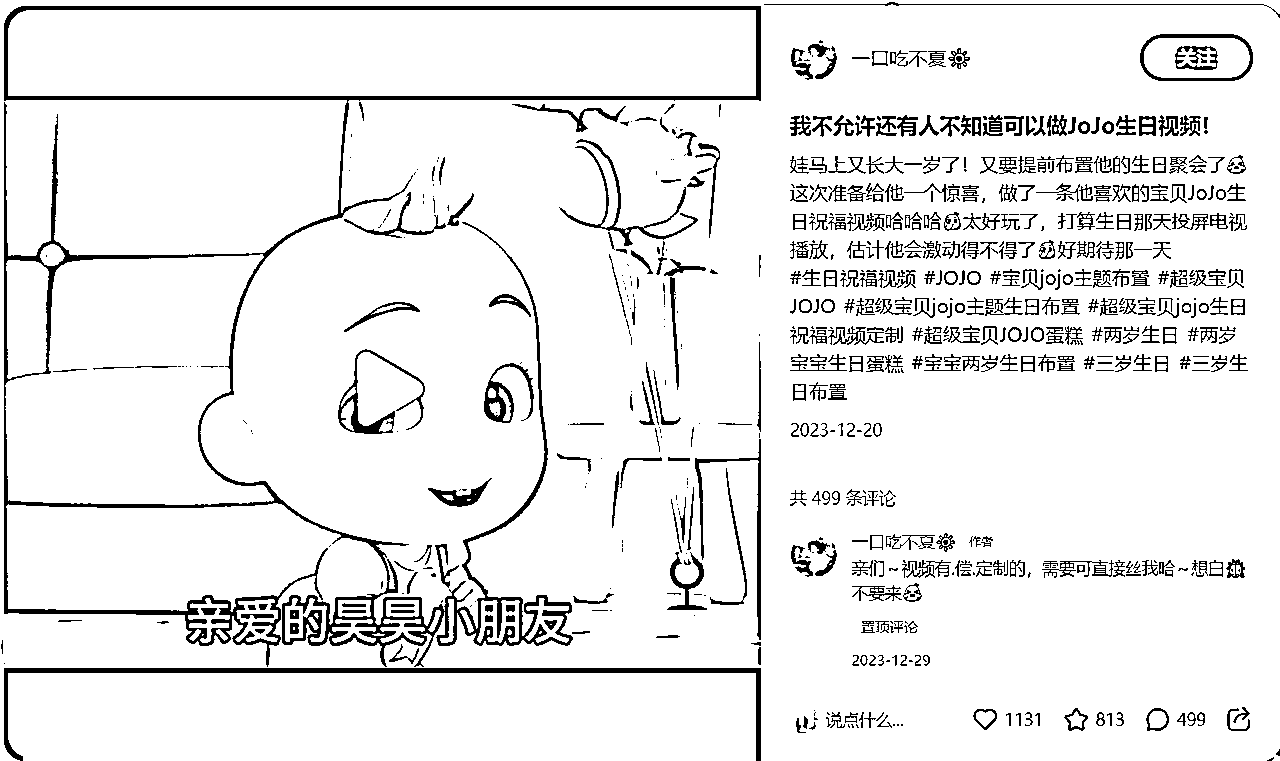 一口吃不夏
关注
我不允许还有人不知道可以做JoJo生日视频!
娃马上又长大一岁了! 又要提前布置他的生日聚会了
这次准备给他一个惊喜, 做了一条他喜欢的宝贝JoJo生
日祝福视频哈哈哈太好玩了, 打算生日那天投屏电视
播放, 估计他会激动得不得了好期待那一天
#生日祝福视频 #JOJO #宝贝jojo主题布置 #超级宝贝
JOJO #超级宝贝jojo主题生日布置 #超级宝贝jojo生日
祝福视频定制 #超级宝贝JOJO蛋糕 #两岁生日 #两岁
宝宝生日蛋糕 #宝宝两岁生日布置 #三岁生日 #三岁生
日布置
2023-12-20
共 499 条评论
一口吃不夏 作者
亲们~视频有.偿.定制的, 需要可直接丝我哈~想白
不要来
置顶评论
2023-12-29
说点什么...
1131 813 499
亲爱的昊昊小朋友